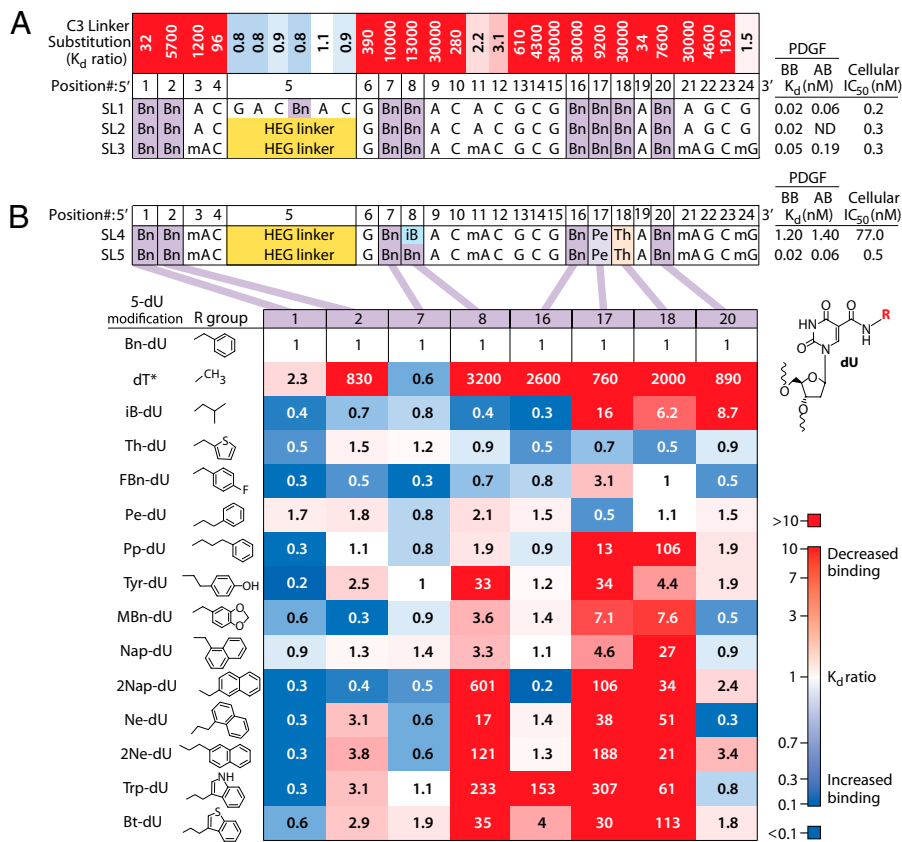 A
C3 Linker
Substitution
(Kd ratio)
32 5700 1200 96 0.8 0.8 0.9 0.8 1.1 0.9 390 10000 13000 30000 280 2.2 3.1 610 4300 30000 30000 9200 30000 34 7600 30000 4600 190 1.5
PDGF
BB AB Cellular
Kd (nM) IC50 (nM)
Position#: 5′ 1 2 3 4 5 6 7 8 9 10 11 12 13 14 15 16 17 18 19 20 21 22 23 24 3′
SL1 Bn Bn A C G A C Bn A C G Bn Bn A C A C G C G Bn Bn Bn A Bn A G C G 0.02 0.06 0.2
SL2 Bn Bn A C HEG linker G Bn Bn A C A C G C G Bn Bn Bn A Bn A G C G 0.02 ND 0.3
SL3 Bn Bn mA C HEG linker G Bn Bn A C mA C G C G Bn Bn Bn A Bn mA G C mG 0.05 0.19 0.3
B
PDGF
BB AB Cellular
Kd (nM) IC50 (nM)
Position#: 5′ 1 2 3 4 5 6 7 8 9 10 11 12 13 14 15 16 17 18 19 20 21 22 23 24 3′
SL4 Bn Bn mA C HEG linker G Bn iB A C mA C G C G Bn Pe Th A Bn mA G C mG 1.20 1.40 77.0
SL5 Bn Bn mA C HEG linker G Bn Bn A C mA C G C G Bn Pe Th A Bn mA G C mG 0.02 0.06 0.5
5-dU
modification R group 1 2 7 8 16 17 18 20
Bn-dU 1 1 1 1 1 1 1 1
dT* CH3 2.3 830 0.6 3200 2600 760 2000 890
iB-dU 0.4 0.7 0.8 0.4 0.3 16 6.2 8.7
Th-dU S 0.5 1.5 1.2 0.9 0.5 0.7 0.5 0.9
FBn-dU F 0.3 0.5 0.3 0.7 0.8 3.1 1 0.5
Pe-dU 1.7 1.8 0.8 2.1 1.5 0.5 1.1 1.5
Pp-dU 0.3 1.1 0.8 1.9 0.9 13 106 1.9
Tyr-dU OH 0.2 2.5 1 33 1.2 34 4.4 1.9
MBn-dU O O 0.6 0.3 0.9 3.6 1.4 7.1 7.6 0.5
Nap-dU 0.9 1.3 1.4 3.3 1.1 4.6 27 0.9
2Nap-dU 0.3 0.4 0.5 601 0.2 106 34 2.4
Ne-dU 0.3 3.1 0.6 17 1.4 38 51 0.3
2Ne-dU 0.3 3.8 0.6 121 1.3 188 21 3.4
Trp-dU NH 0.3 3.1 1.1 233 153 307 61 0.8
Bt-dU S 0.6 2.9 1.9 35 4 30 113 1.8
O O
HN N R
H
O N
dU
O O
O
>10
10 Decreased
binding
7
3
1 Kd ratio
0.7
0.3 Increased
0.1 binding
<0.1